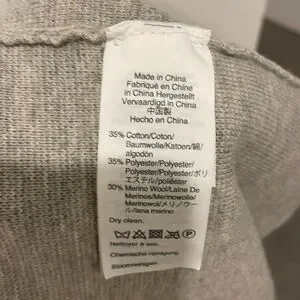 Made in China
Fabriqué en Chine
in China Hergestellt
Vervaardigd in China
中国製
Hecho en China
35% Cotton/Coton/
Baumwolle/Katoen/綿/
algodón
35% Polyester/Polyester/
Polyester/Polyester/ポリ
エステル/poliéster
30% Merino Wool/Laine De
Merinos/Merinowolle/
Merinowol/メリノウー
ル/lana merino
Dry clean.
Nettoyer à sec.
Chemische reinigung
Stoomreinigen.